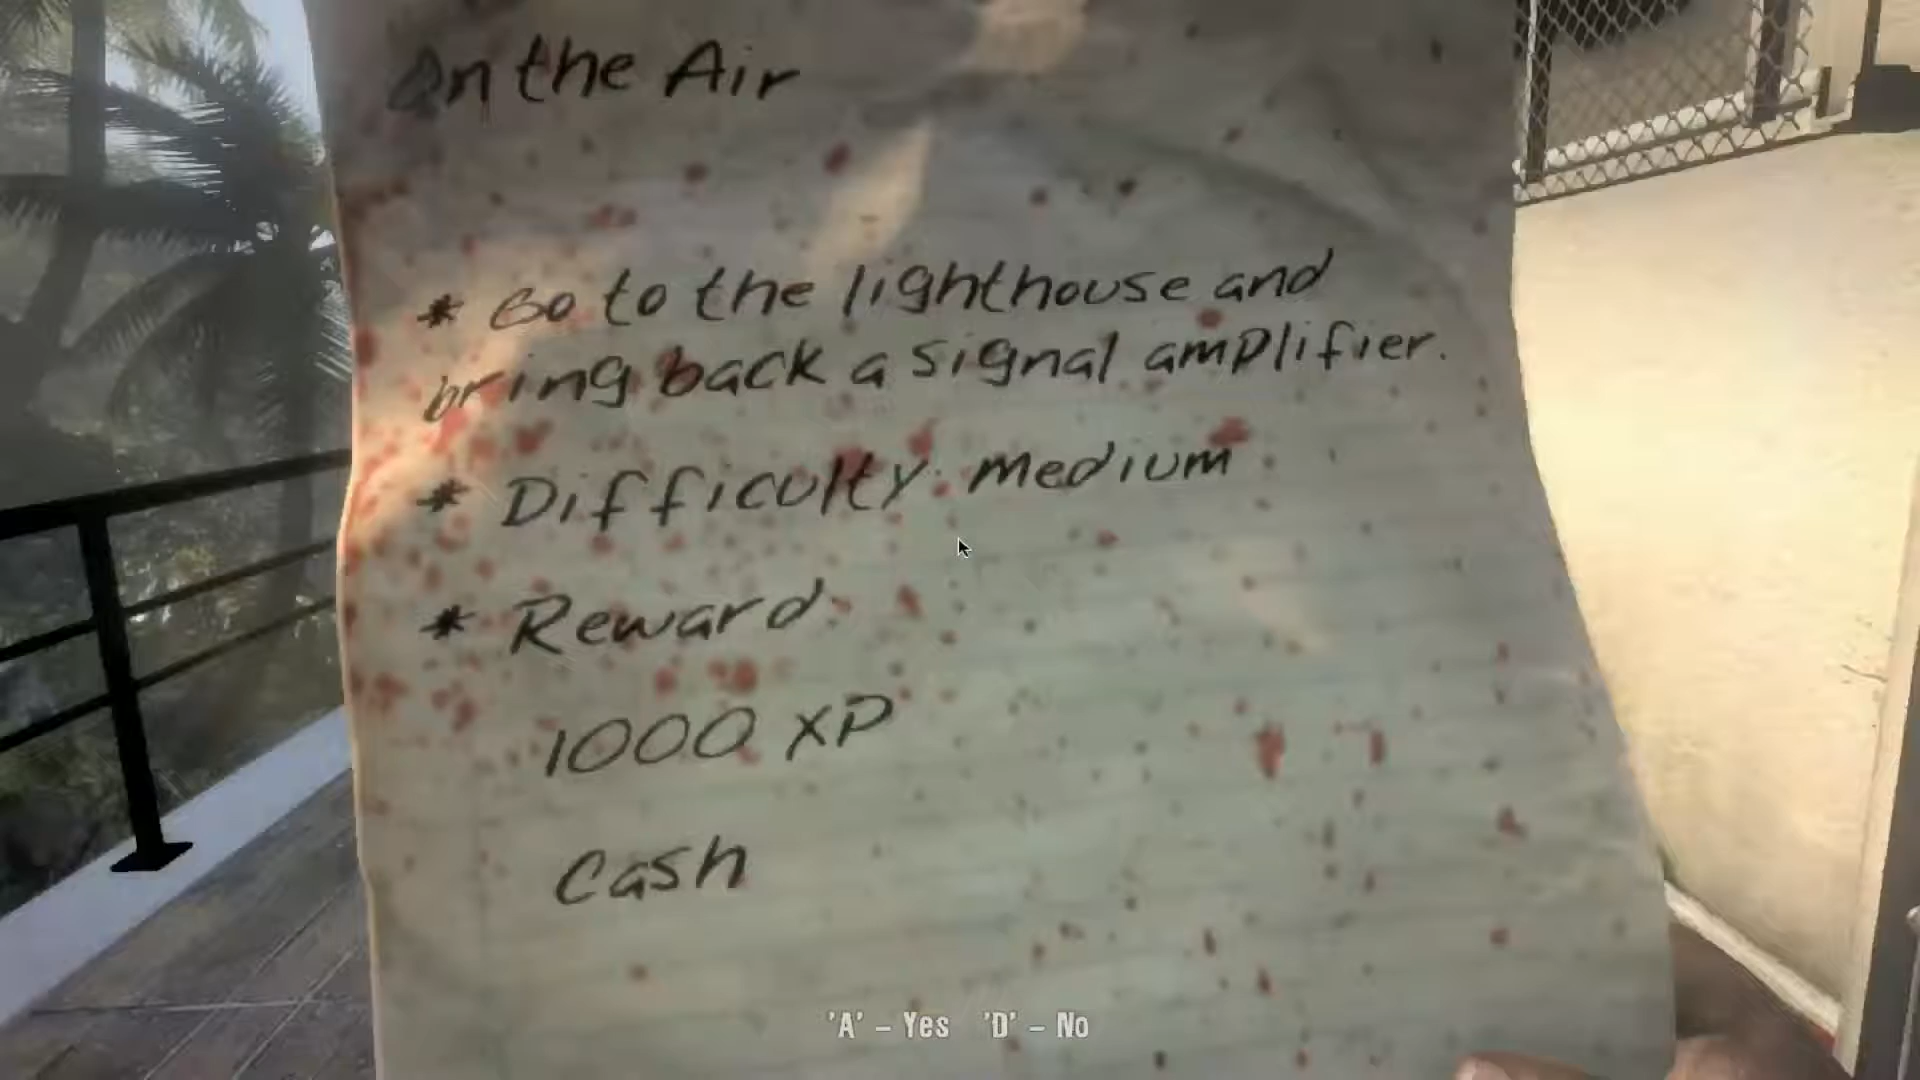 On the Air
* Go to the lighthouse and
bring back a signal amplifier.
* Difficulty: medium
* Reward:
1000 XP
Cash
'A' – Yes 'D' – No